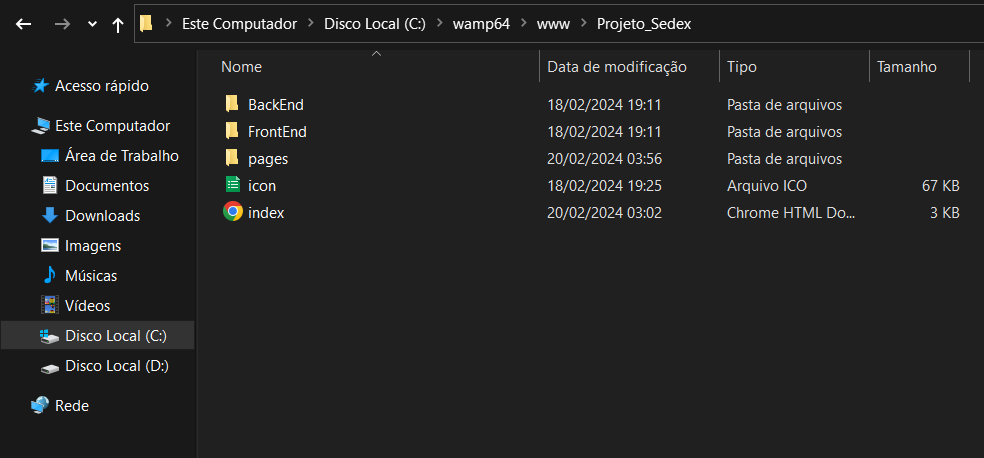 Este Computador > Disco Local (C:) > wamp64 > www > Projeto_Sedex
Nome Data de modificação Tipo Tamanho
Acesso rápido
Este Computador
Área de Trabalho
Documentos
Downloads
Imagens
Músicas
Vídeos
Disco Local (C:)
Disco Local (D:)
Rede
BackEnd 18/02/2024 19:11 Pasta de arquivos
FrontEnd 18/02/2024 19:11 Pasta de arquivos
pages 20/02/2024 03:56 Pasta de arquivos
icon 18/02/2024 19:25 Arquivo ICO 67 KB
index 20/02/2024 03:02 Chrome HTML Do... 3 KB